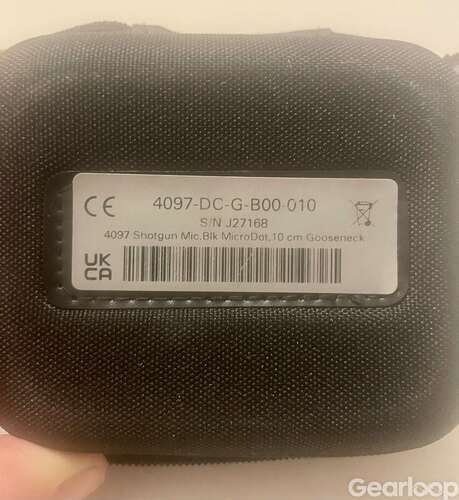 CE 4097-DC-G-B00-010
S/N J27168
4097 Shotgun Mic,Blk MicroDot,10 cm Gooseneck
UK
CA
Gearloop